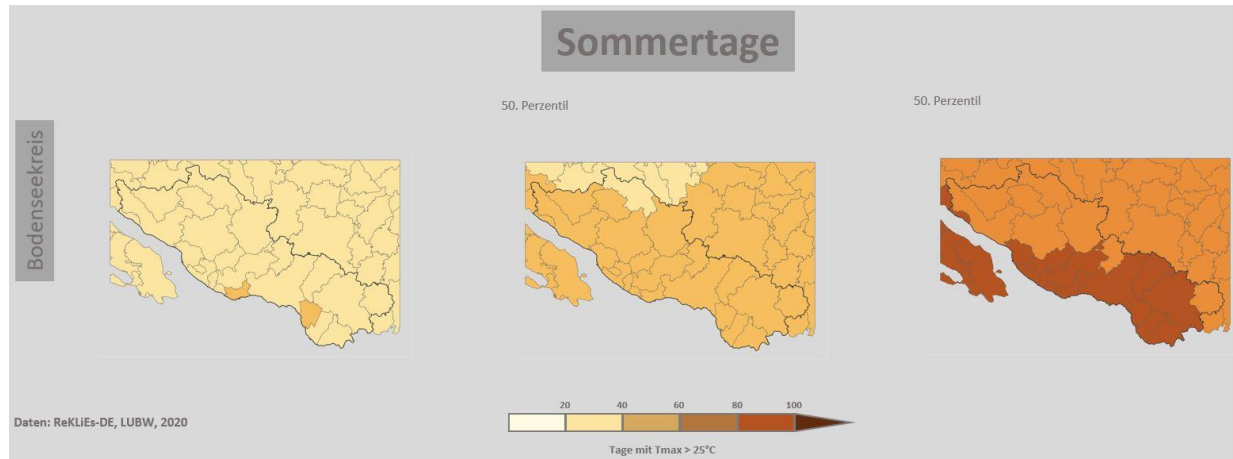 Sommertage
50. Perzentil
50. Perzentil
Bodenseekreis
20 40 60 80 100
Daten: ReKLiEs-DE, LUBW, 2020
Tage mit Tmax > 25°C